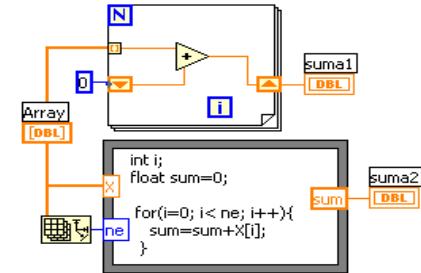 N
suma1
DBL
0
i
Array
[DBL]
int i;
float sum=0;
for(i=0; i< ne; i++){
sum=sum+X[i];
}
X
ne
sum
suma2
DBL